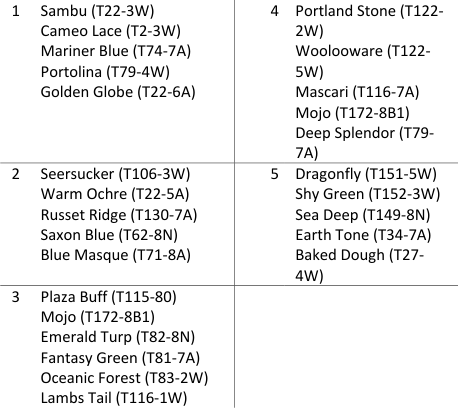 1 Sambu (T22-3W)
Cameo Lace (T2-3W)
Mariner Blue (T74-7A)
Portolina (T79-4W)
Golden Globe (T22-6A)
4 Portland Stone (T122-
2W)
Woolooware (T122-
5W)
Mascari (T116-7A)
Mojo (T172-8B1)
Deep Splendor (T79-
7A)
2 Seersucker (T106-3W)
Warm Ochre (T22-5A)
Russet Ridge (T130-7A)
Saxon Blue (T62-8N)
Blue Masque (T71-8A)
5 Dragonfly (T151-5W)
Shy Green (T152-3W)
Sea Deep (T149-8N)
Earth Tone (T34-7A)
Baked Dough (T27-
4W)
3 Plaza Buff (T115-80)
Mojo (T172-8B1)
Emerald Turp (T82-8N)
Fantasy Green (T81-7A)
Oceanic Forest (T83-2W)
Lambs Tail (T116-1W)